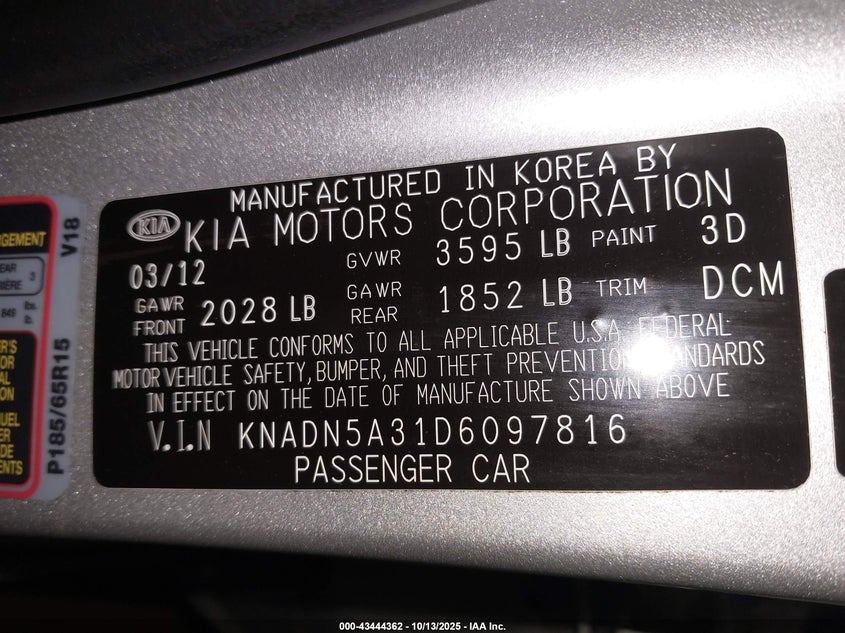 MANUFACTURED IN KOREA BY
KIA KIA MOTORS CORPORATION
03/12 GVWR 3595 LB PAINT 3D
GAWR FRONT 2028 LB GAWR REAR 1852 LB TRIM DCM
THIS VEHICLE CONFORMS TO ALL APPLICABLE U.S.A. FEDERAL
MOTOR VEHICLE SAFETY, BUMPER, AND THEFT PREVENTION STANDARDS
IN EFFECT ON THE DATE OF MANUFACTURE SHOWN ABOVE
V.I.N KNADN5A31D6097816
PASSENGER CAR
V18
P185/65R15
3
849
lbs.
000-43444362 - 10/13/2025 - IAA Inc.